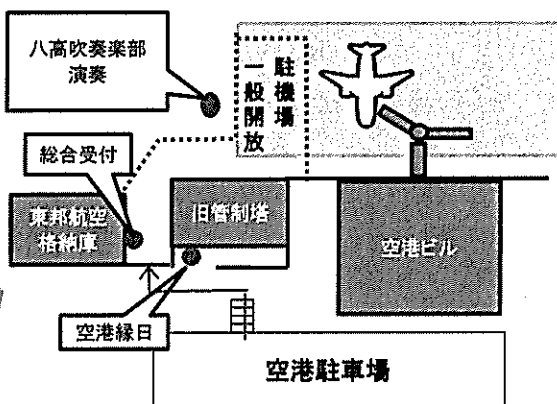 八高吹奏楽部
演奏
駐機場
一般開放
総合受付
東邦航空
格納庫
旧管制塔
空港ビル
空港縁日
空港駐車場